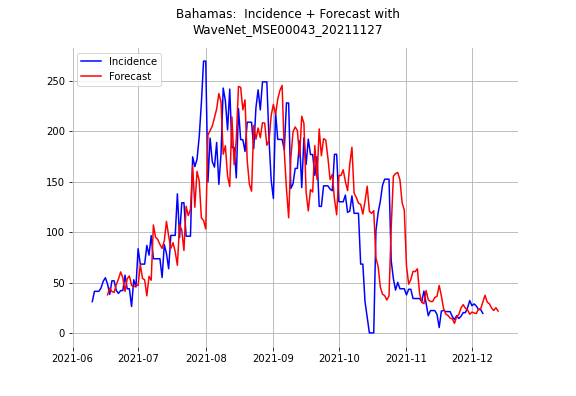 Bahamas:  Incidence + Forecast with
WaveNet_MSE00043_20211127
Incidence
Forecast
250
200
150
100
50
0
2021-06 2021-07 2021-08 2021-09 2021-10 2021-11 2021-12